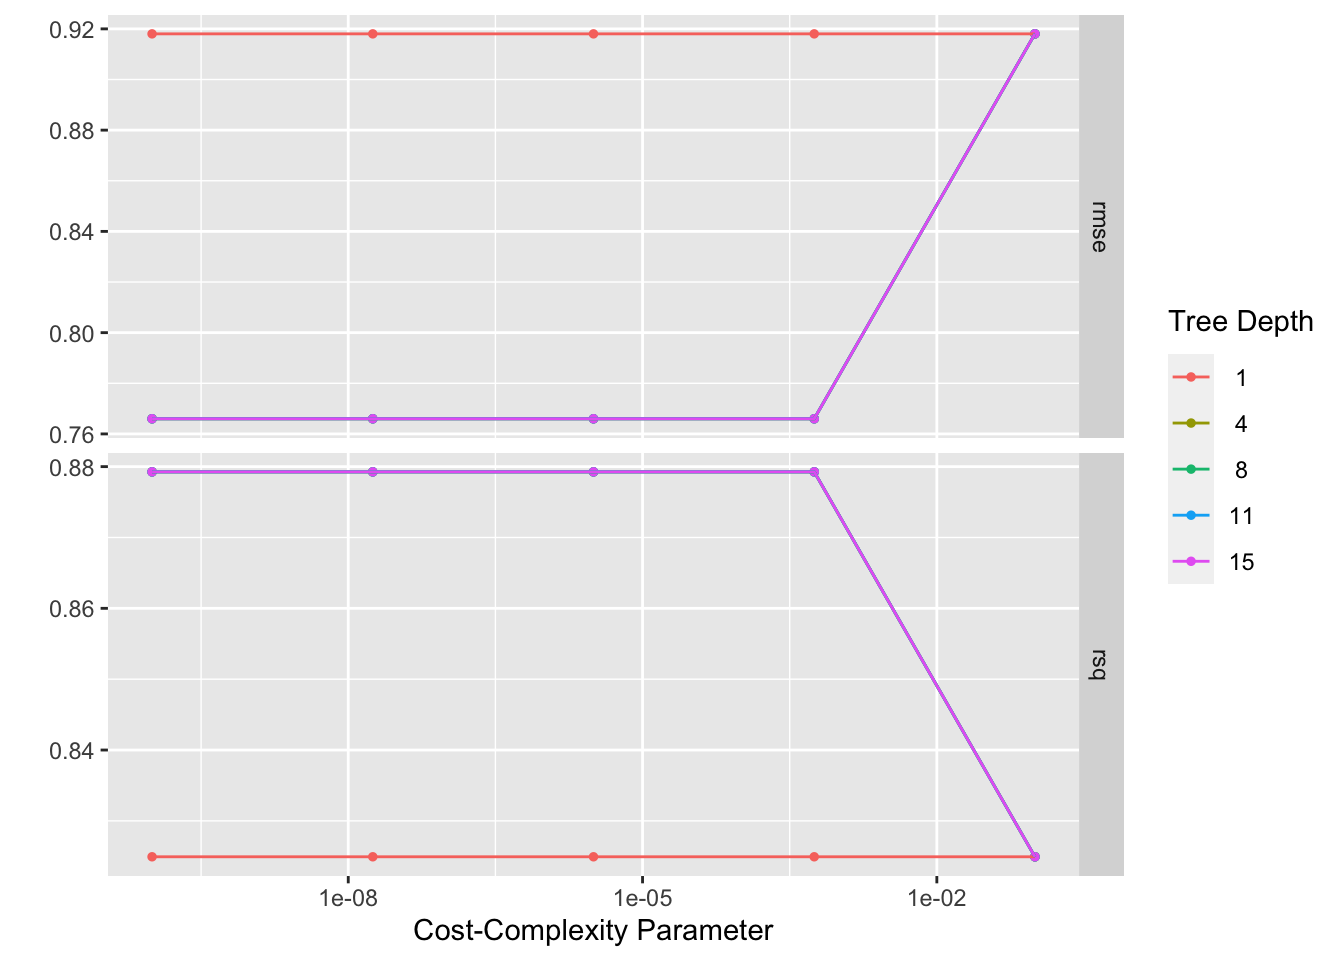 0.92
0.88
0.84
0.80
0.76
rmse
0.88
0.86
0.84
rsq
1e-08
1e-05
1e-02
Cost-Complexity Parameter
Tree Depth
1
4
8
11
15